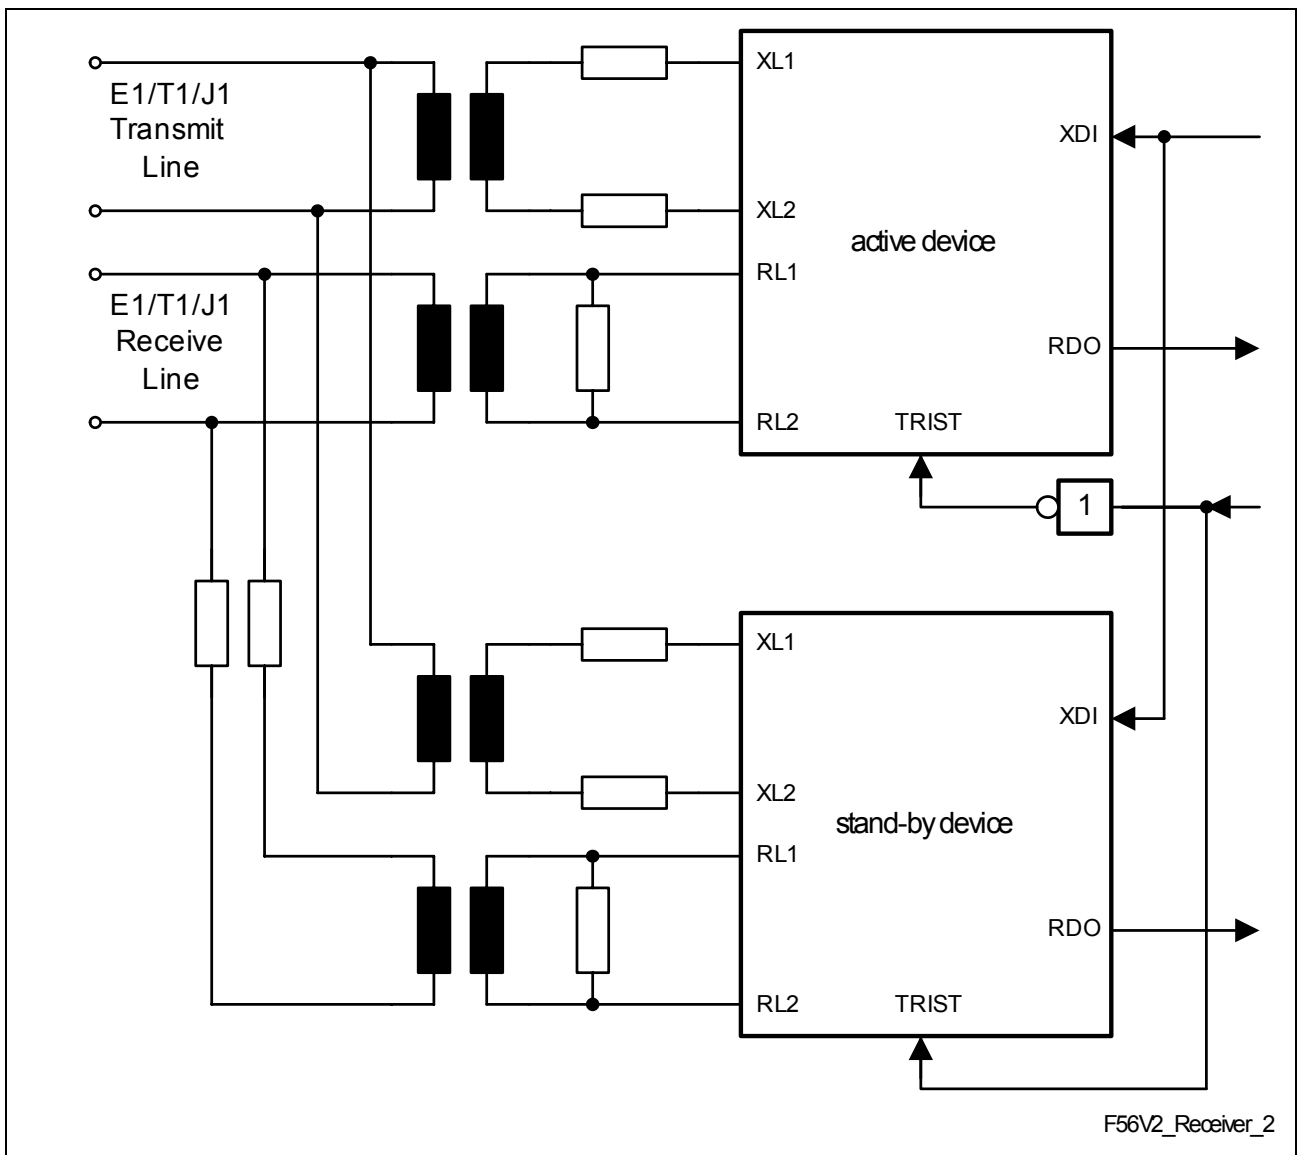 E1/T1/J1
Transmit
Line
E1/T1/J1
Receive
Line
XL1
XDI
XL2
active device
RL1
RDO
RL2
TRIST
1
XL1
XDI
XL2
stand-by device
RL1
RDO
RL2
TRIST
F56V2_Receiver_2